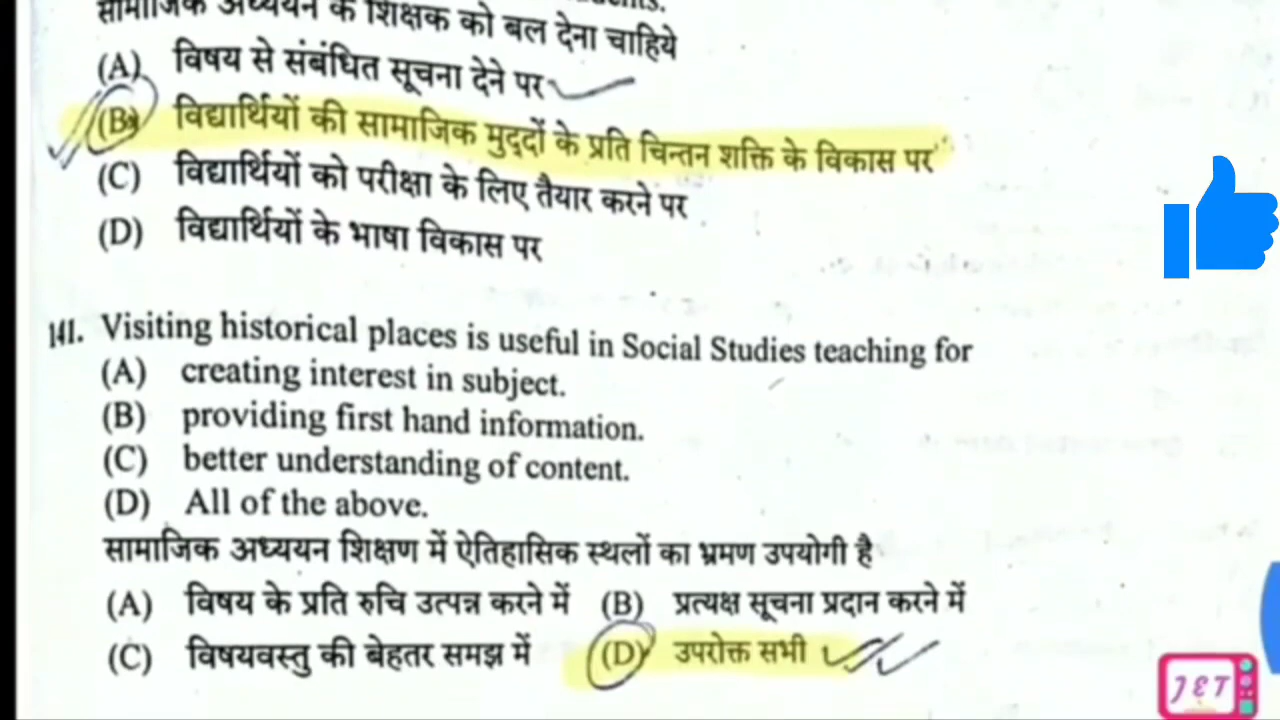 सामाजिक अध्ययन के शिक्षक को बल देना चाहिये
(A) विषय से संबंधित सूचना देने पर
(B) विद्यार्थियों की सामाजिक मुद्दों के प्रति चिन्तन शक्ति के विकास पर
(C) विद्यार्थियों को परीक्षा के लिए तैयार करने पर
(D) विद्यार्थियों के भाषा विकास पर
141. Visiting historical places is useful in Social Studies teaching for
(A) creating interest in subject.
(B) providing first hand information.
(C) better understanding of content.
(D) All of the above.
सामाजिक अध्ययन शिक्षण में ऐतिहासिक स्थलों का भ्रमण उपयोगी है
(A) विषय के प्रति रुचि उत्पन्न करने में (B) प्रत्यक्ष सूचना प्रदान करने में
(C) विषयवस्तु की बेहतर समझ में (D) उपरोक्त सभी
JET